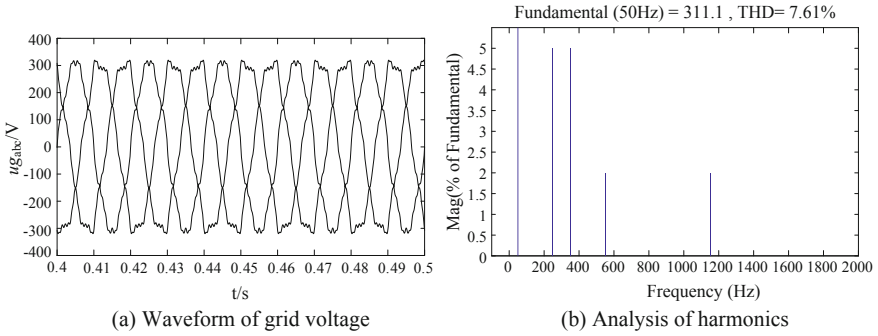 Fundamental (50Hz) = 311.1 , THD= 7.61%
400
300
200
100
0
-100
-200
-300
-400
ug_abc/V
0.4 0.41 0.42 0.43 0.44 0.45 0.46 0.47 0.48 0.49 0.5
t/s
(a) Waveform of grid voltage
5
4.5
4
3.5
3
2.5
2
1.5
1
0.5
0
Mag(% of Fundamental)
0 200 400 600 800 1000 1200 1400 1600 1800 2000
Frequency (Hz)
(b) Analysis of harmonics